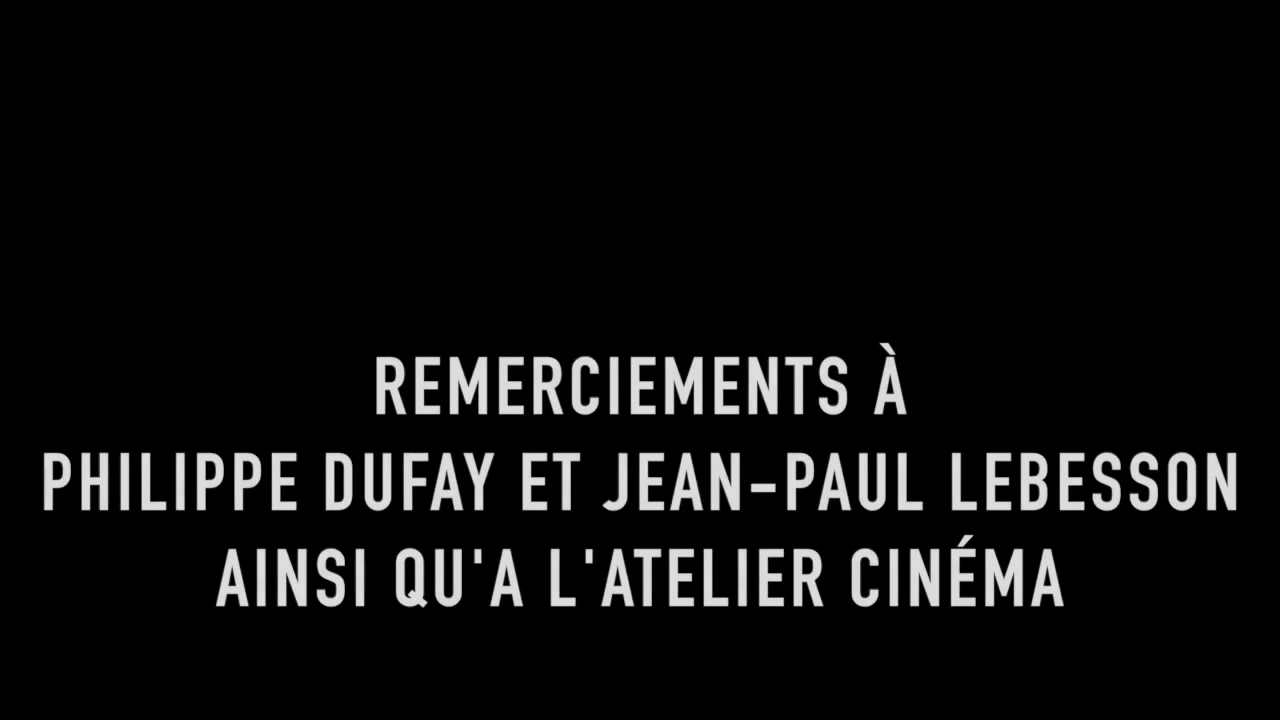 REMERCIEMENTS À
PHILIPPE DUFAY ET JEAN-PAUL LEBESSON
AINSI QU'A L'ATELIER CINÉMA